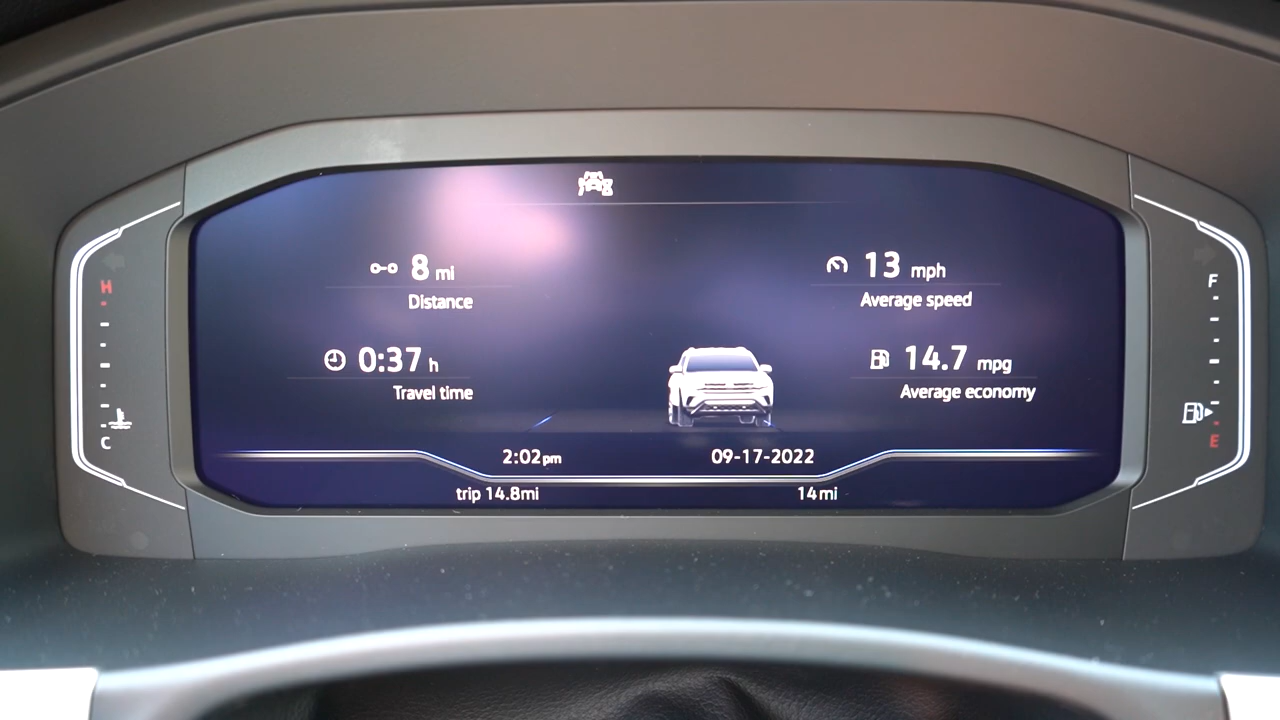 8 mi
Distance
13 mph
Average speed
H
F
0:37 h
Travel time
14.7 mpg
Average economy
C
E
2:02pm
09-17-2022
trip 14.8mi
14mi